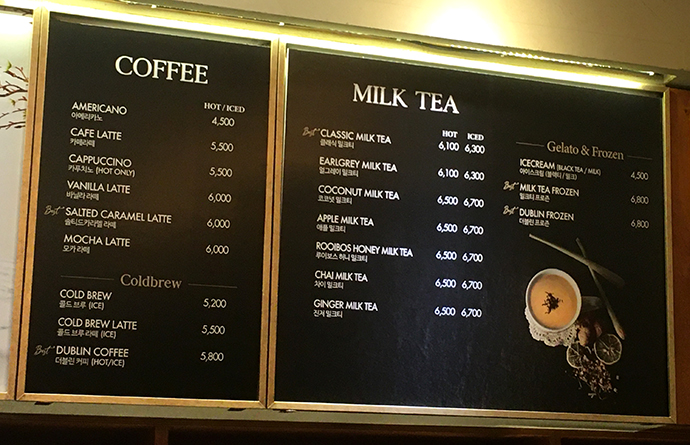 COFFEE
HOT / ICED
AMERICANO 4,500
아메리카노
CAFE LATTE 5,500
카페라떼
CAPPUCCINO 5,500
카푸치노 (HOT ONLY)
VANILLA LATTE 6,000
바닐라 라떼
Best SALTED CARAMEL LATTE 6,000
솔티드카라멜 라떼
MOCHA LATTE 6,000
모카 라떼
Coldbrew
COLD BREW 5,200
콜드 브루 (ICE)
COLD BREW LATTE 5,500
콜드 브루 라떼 (ICE)
Best DUBLIN COFFEE 5,800
더블린 커피 (HOT/ICE)
MILK TEA
HOT ICED
Best CLASSIC MILK TEA 6,100 6,300
클래식 밀크티
EARLGREY MILK TEA 6,100 6,300
얼그레이 밀크티
COCONUT MILK TEA 6,500 6,700
코코넛 밀크티
APPLE MILK TEA 6,500 6,700
애플 밀크티
ROOIBOS HONEY MILK TEA 6,500 6,700
루이보스 허니 밀크티
CHAI MILK TEA 6,500 6,700
차이 밀크티
GINGER MILK TEA 6,500 6,700
진저 밀크티
Gelato & Frozen
ICECREAM (BLACK TEA / MILK) 4,500
아이스크림 (블랙티 / 밀크)
Best MILK TEA FROZEN 6,800
밀크티 프로즌
Best DUBLIN FROZEN 6,800
더블린 프로즌